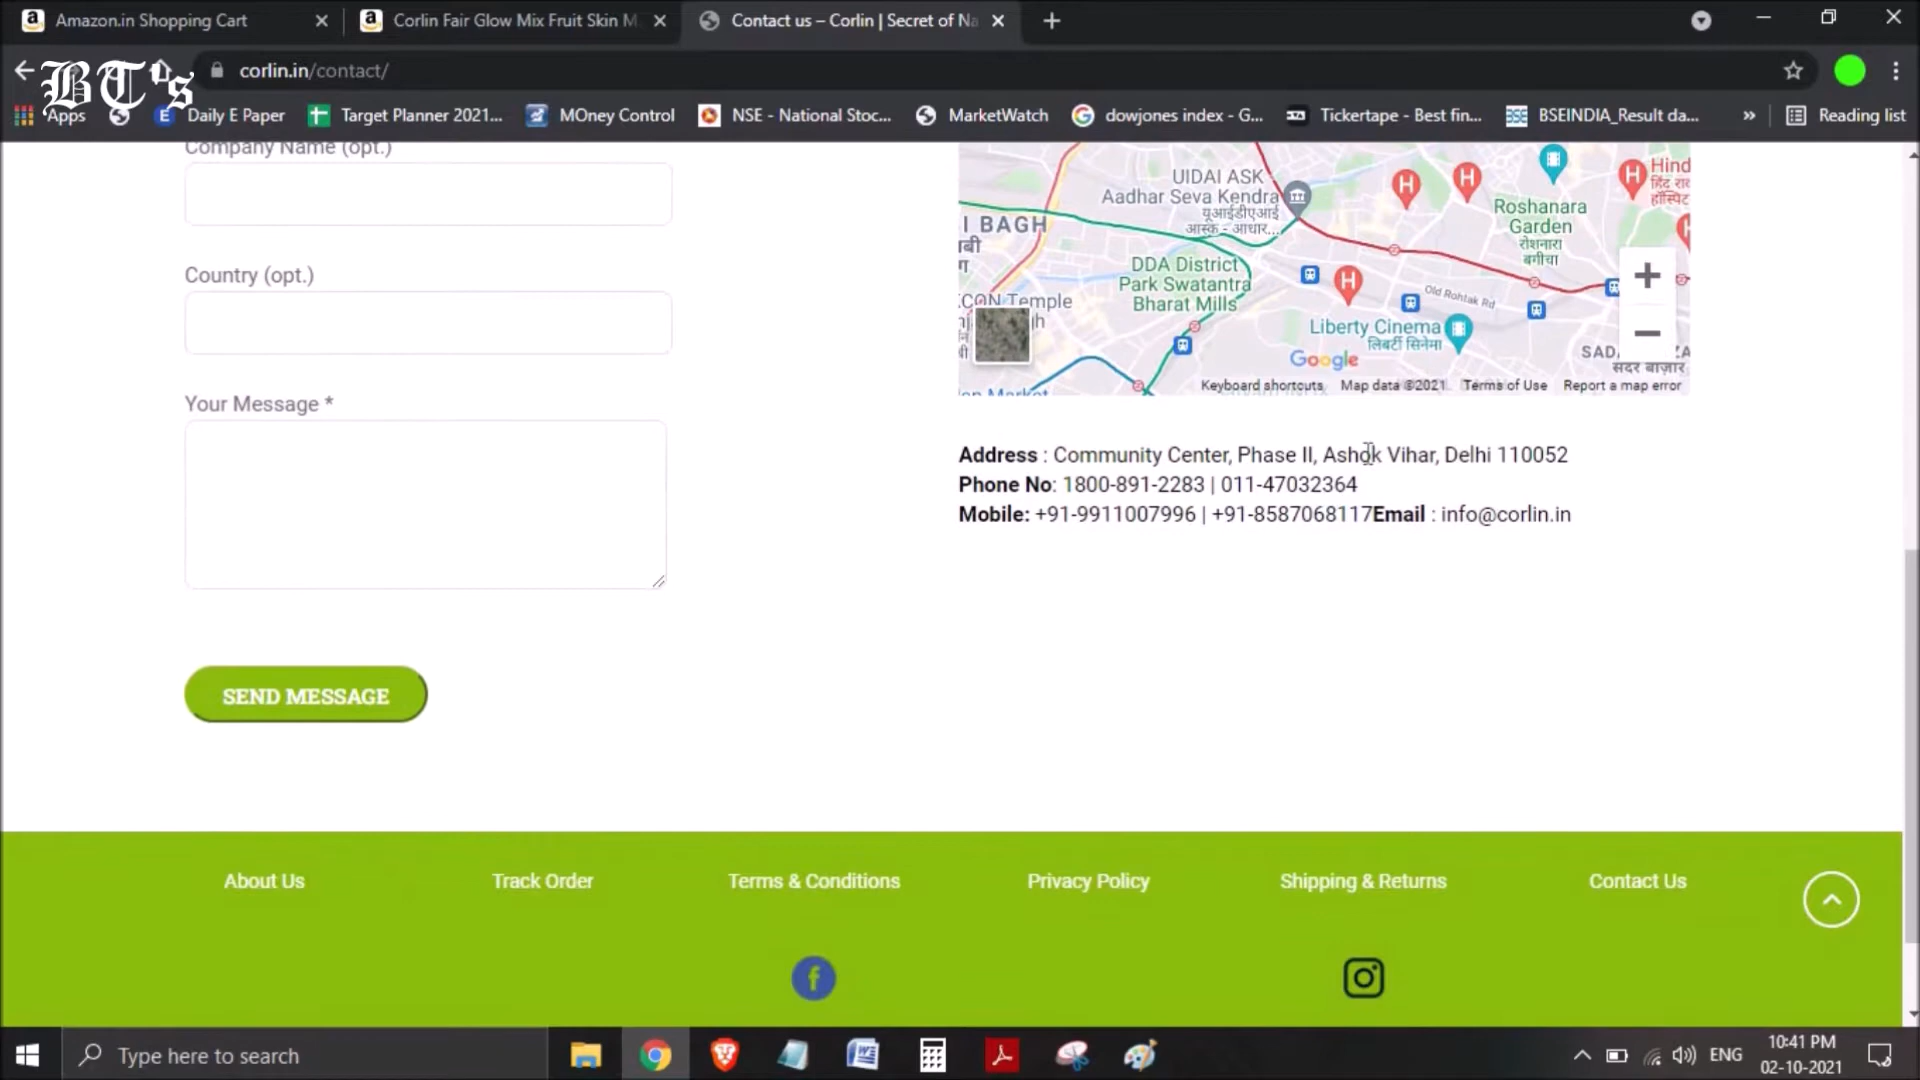 Amazon.in Shopping Cart
Corlin Fair Glow Mix Fruit Skin M
Contact us – Corlin | Secret of Na
BT's
corlin.in/contact/
Apps
Daily E Paper
Target Planner 2021...
MOney Control
NSE - National Stoc...
MarketWatch
dowjones index - G...
Tickertape - Best fin...
BSEINDIA_Result da...
Reading list
Company Name (opt.)
Country (opt.)
Your Message *
SEND MESSAGE
UIDAI ASK
Aadhar Seva Kendra
यूआईडीएआई
आस्क - आधार...
I BAGH
DDA District
Park Swatantra
Bharat Mills
CON Temple
Roshanara
Garden
रोशनारा
बगीचा
Hind
Old Rohtak Rd
Liberty Cinema
लिबर्टी सिनेमा
सदर बाज़ार
Google
Keyboard shortcuts
Map data ©2021
Terms of Use
Report a map error
Address : Community Center, Phase II, Ashok Vihar, Delhi 110052
Phone No: 1800-891-2283 | 011-47032364
Mobile: +91-9911007996 | +91-8587068117Email : info@corlin.in
About Us
Track Order
Terms & Conditions
Privacy Policy
Shipping & Returns
Contact Us
Type here to search
ENG
10:41 PM
02-10-2021